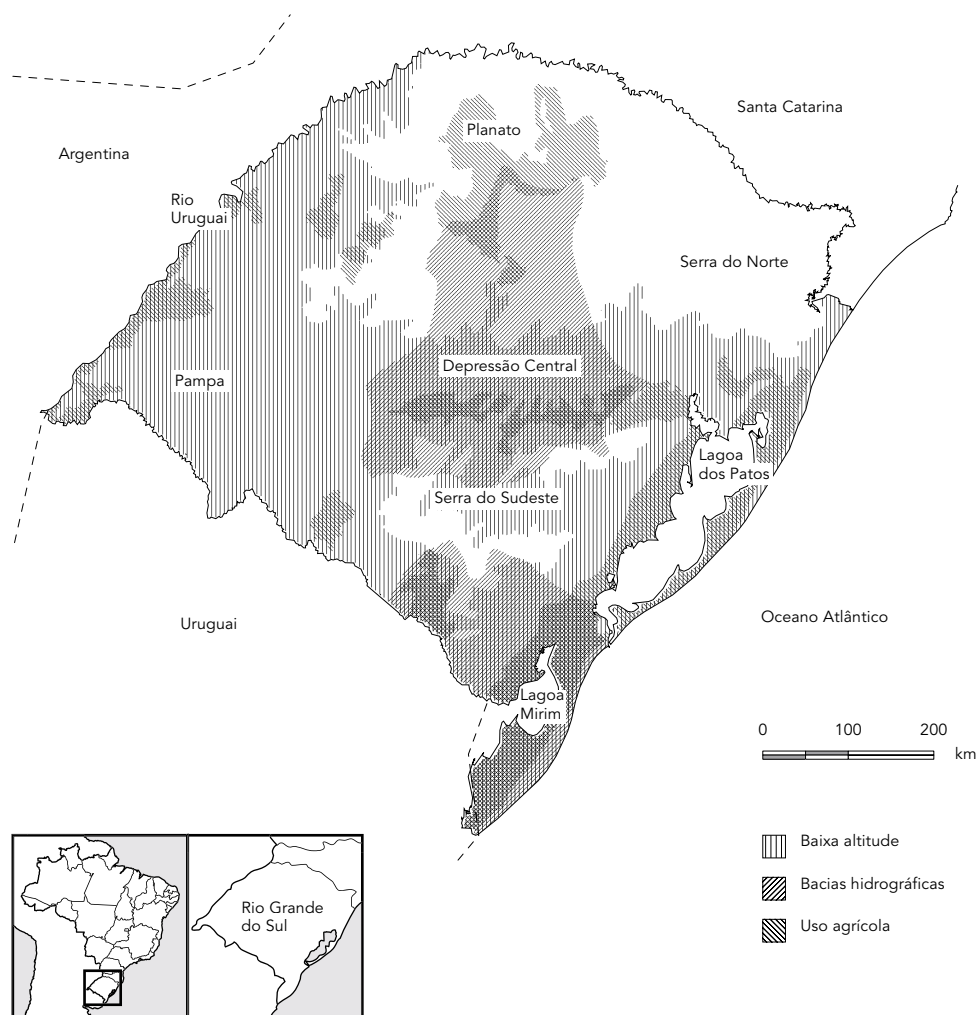 Santa Catarina
Planato
Argentina
Rio
Uruguai
Serra do Norte
Depressão Central
Pampa
Lagoa
dos Patos
Serra do Sudeste
Uruguai
Oceano Atlântico
Lagoa
Mirim
0 100 200
km
Baixa altitude
Bacias hidrográficas
Uso agrícola
Rio Grande
do Sul